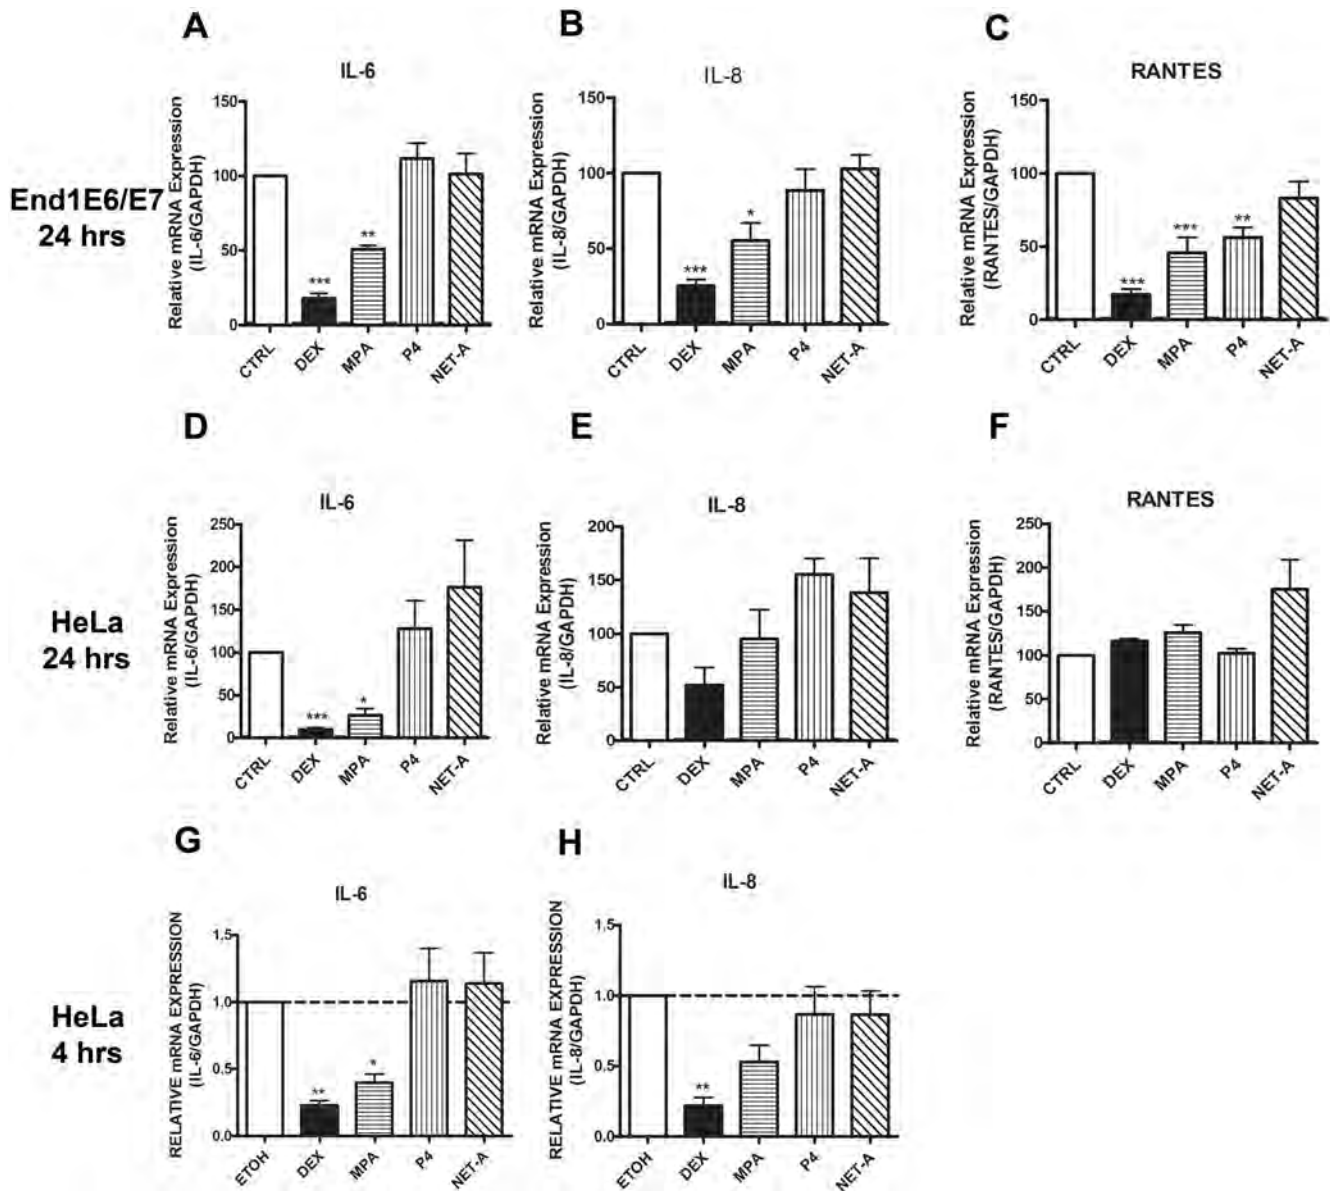 A
B
C
IL-6
IL-8
RANTES
End1E6/E7
24 hrs
Relative mRNA Expression
(IL-6/GAPDH)
150
100
50
0
***
**
CTRL
DEX
MPA
P4
NET-A
Relative mRNA Expression
(IL-8/GAPDH)
150
100
50
0
***
*
CTRL
DEX
MPA
P4
NET-A
Relative mRNA Expression
(RANTES/GAPDH)
150
100
50
0
***
***
**
CTRL
DEX
MPA
P4
NET-A
D
E
F
IL-6
IL-8
RANTES
HeLa
24 hrs
Relative mRNA Expression
(IL-6/GAPDH)
250
200
150
100
50
0
***
*
CTRL
DEX
MPA
P4
NET-A
Relative mRNA Expression
(IL-8/GAPDH)
200
150
100
50
0
CTRL
DEX
MPA
P4
NET-A
Relative mRNA Expression
(RANTES/GAPDH)
250
200
150
100
50
0
CTRL
DEX
MPA
P4
NET-A
G
H
IL-6
IL-8
HeLa
4 hrs
RELATIVE mRNA EXPRESSION
(IL-6/GAPDH)
1.5
1.0
0.5
0.0
**
*
ETOH
DEX
MPA
P4
NET-A
RELATIVE mRNA EXPRESSION
(IL-8/GAPDH)
1.5
1.0
0.5
0.0
**
ETOH
DEX
MPA
P4
NET-A